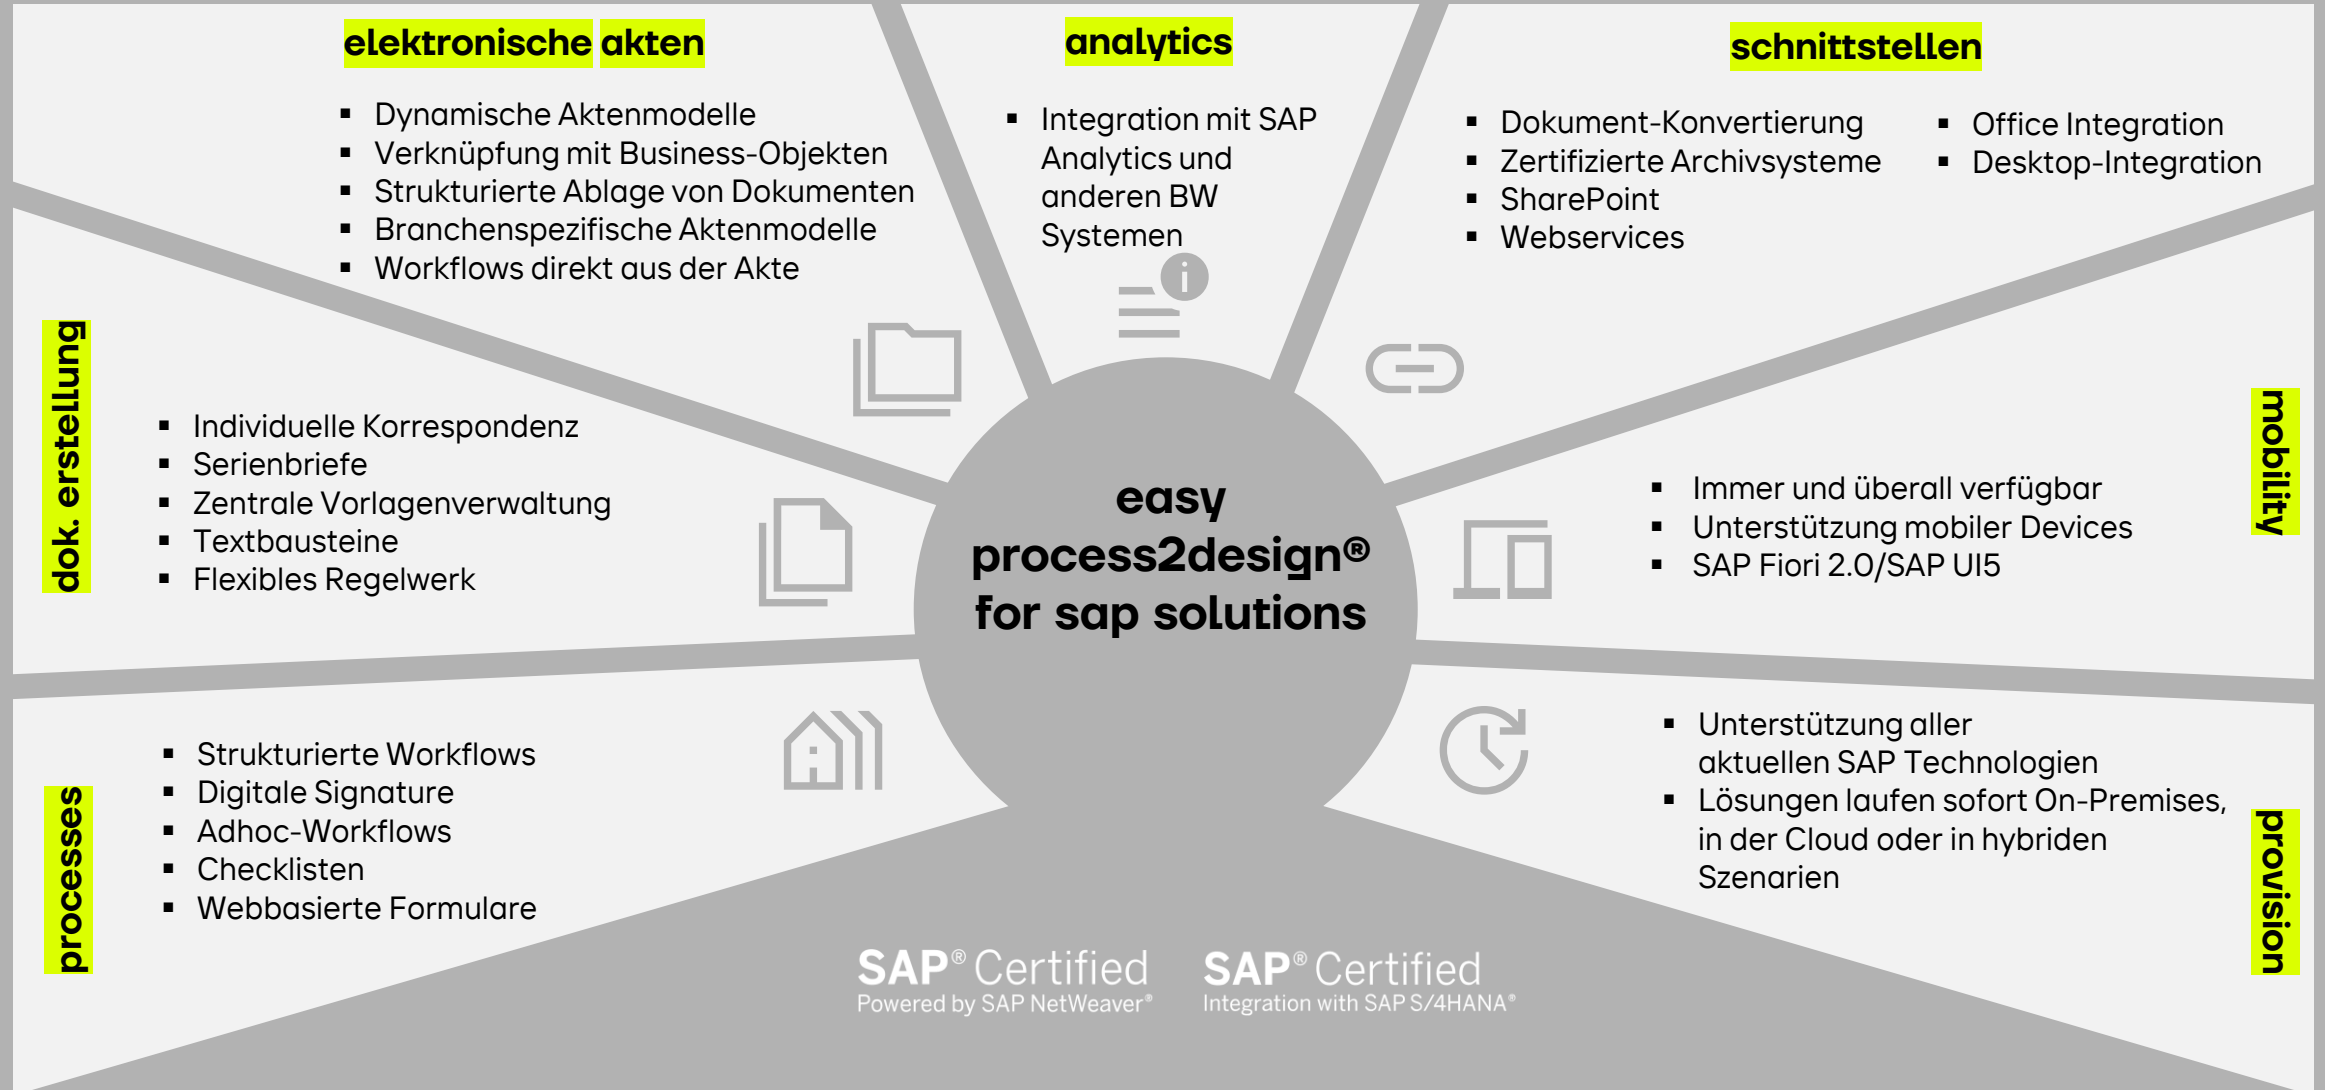 elektronische akten
▪ Dynamische Aktenmodelle
▪ Verknüpfung mit Business-Objekten
▪ Strukturierte Ablage von Dokumenten
▪ Branchenspezifische Aktenmodelle
▪ Workflows direkt aus der Akte
analytics
▪ Integration mit SAP
Analytics und
anderen BW
Systemen
schnittstellen
▪ Dokument-Konvertierung
▪ Zertifizierte Archivsysteme
▪ SharePoint
▪ Webservices
▪ Office Integration
▪ Desktop-Integration
dok. erstellung
▪ Individuelle Korrespondenz
▪ Serienbriefe
▪ Zentrale Vorlagenverwaltung
▪ Textbausteine
▪ Flexibles Regelwerk
easy
process2design®
for sap solutions
mobility
▪ Immer und überall verfügbar
▪ Unterstützung mobiler Devices
▪ SAP Fiori 2.0/SAP UI5
processes
▪ Strukturierte Workflows
▪ Digitale Signature
▪ Adhoc-Workflows
▪ Checklisten
▪ Webbasierte Formulare
provision
▪ Unterstützung aller
aktuellen SAP Technologien
▪ Lösungen laufen sofort On-Premises,
in der Cloud oder in hybriden
Szenarien
SAP® Certified
Powered by SAP NetWeaver®
SAP® Certified
Integration with SAP S/4HANA®